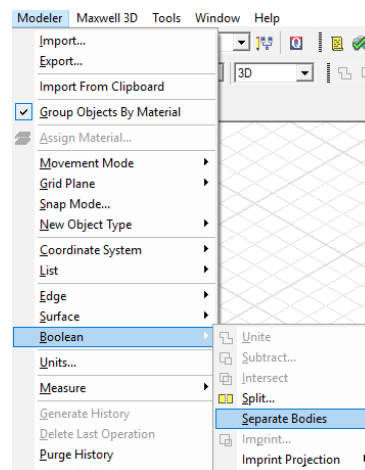 Modeler Maxwell 3D Tools Window Help
Import...
Export...
3D
Import From Clipboard
Group Objects By Material
Assign Material...
Movement Mode
Grid Plane
Snap Mode...
New Object Type
Coordinate System
List
Edge
Surface
Boolean
Unite
Units...
Subtract...
Measure
Intersect
Split...
Generate History
Separate Bodies
Delete Last Operation
Imprint...
Purge History
Imprint Projection